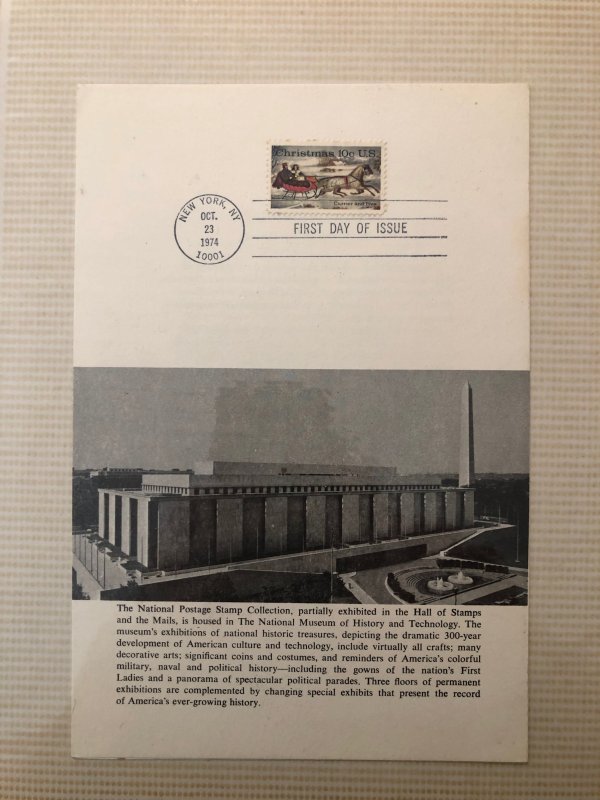 Christmas 10c U.S.
Currier and Ives
NEW YORK, NY
OCT.
23
1974
10001
FIRST DAY OF ISSUE
The National Postage Stamp Collection, partially exhibited in the Hall of Stamps
and the Mails, is housed in The National Museum of History and Technology. The
museum's exhibitions of national historic treasures, depicting the dramatic 300-year
development of American culture and technology, include virtually all crafts; many
decorative arts; significant coins and costumes, and reminders of America's colorful
military, naval and political history—including the gowns of the nation's First
Ladies and a panorama of spectacular political parades. Three floors of permanent
exhibitions are complemented by changing special exhibits that present the record
of America's ever-growing history.